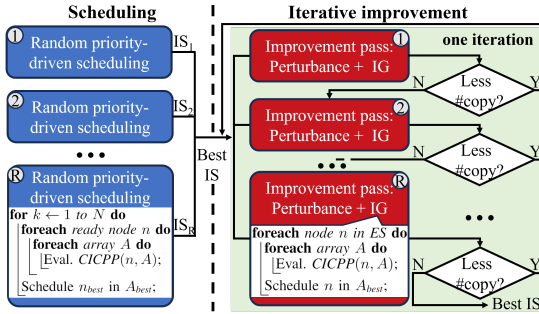 Scheduling
1
Random priority-
driven scheduling
IS1
2
Random priority-
driven scheduling
IS2
•••
R
Random priority-
driven scheduling
for k ← 1 to N do
foreach ready node n do
foreach array A do
Eval. CICPP(n, A);
Schedule n_best in A_best;
ISR
Best
IS
Iterative improvement
one iteration
1
Improvement pass:
Perturbance + IG
N
Less
#copy?
Y
2
Improvement pass:
Perturbance + IG
N
Less
#copy?
Y
•••
R
Improvement pass:
Perturbance + IG
foreach node n in ES do
foreach array A do
Eval. CICPP(n, A);
Schedule n in A_best;
•••
N
Less
#copy?
Y
Best IS